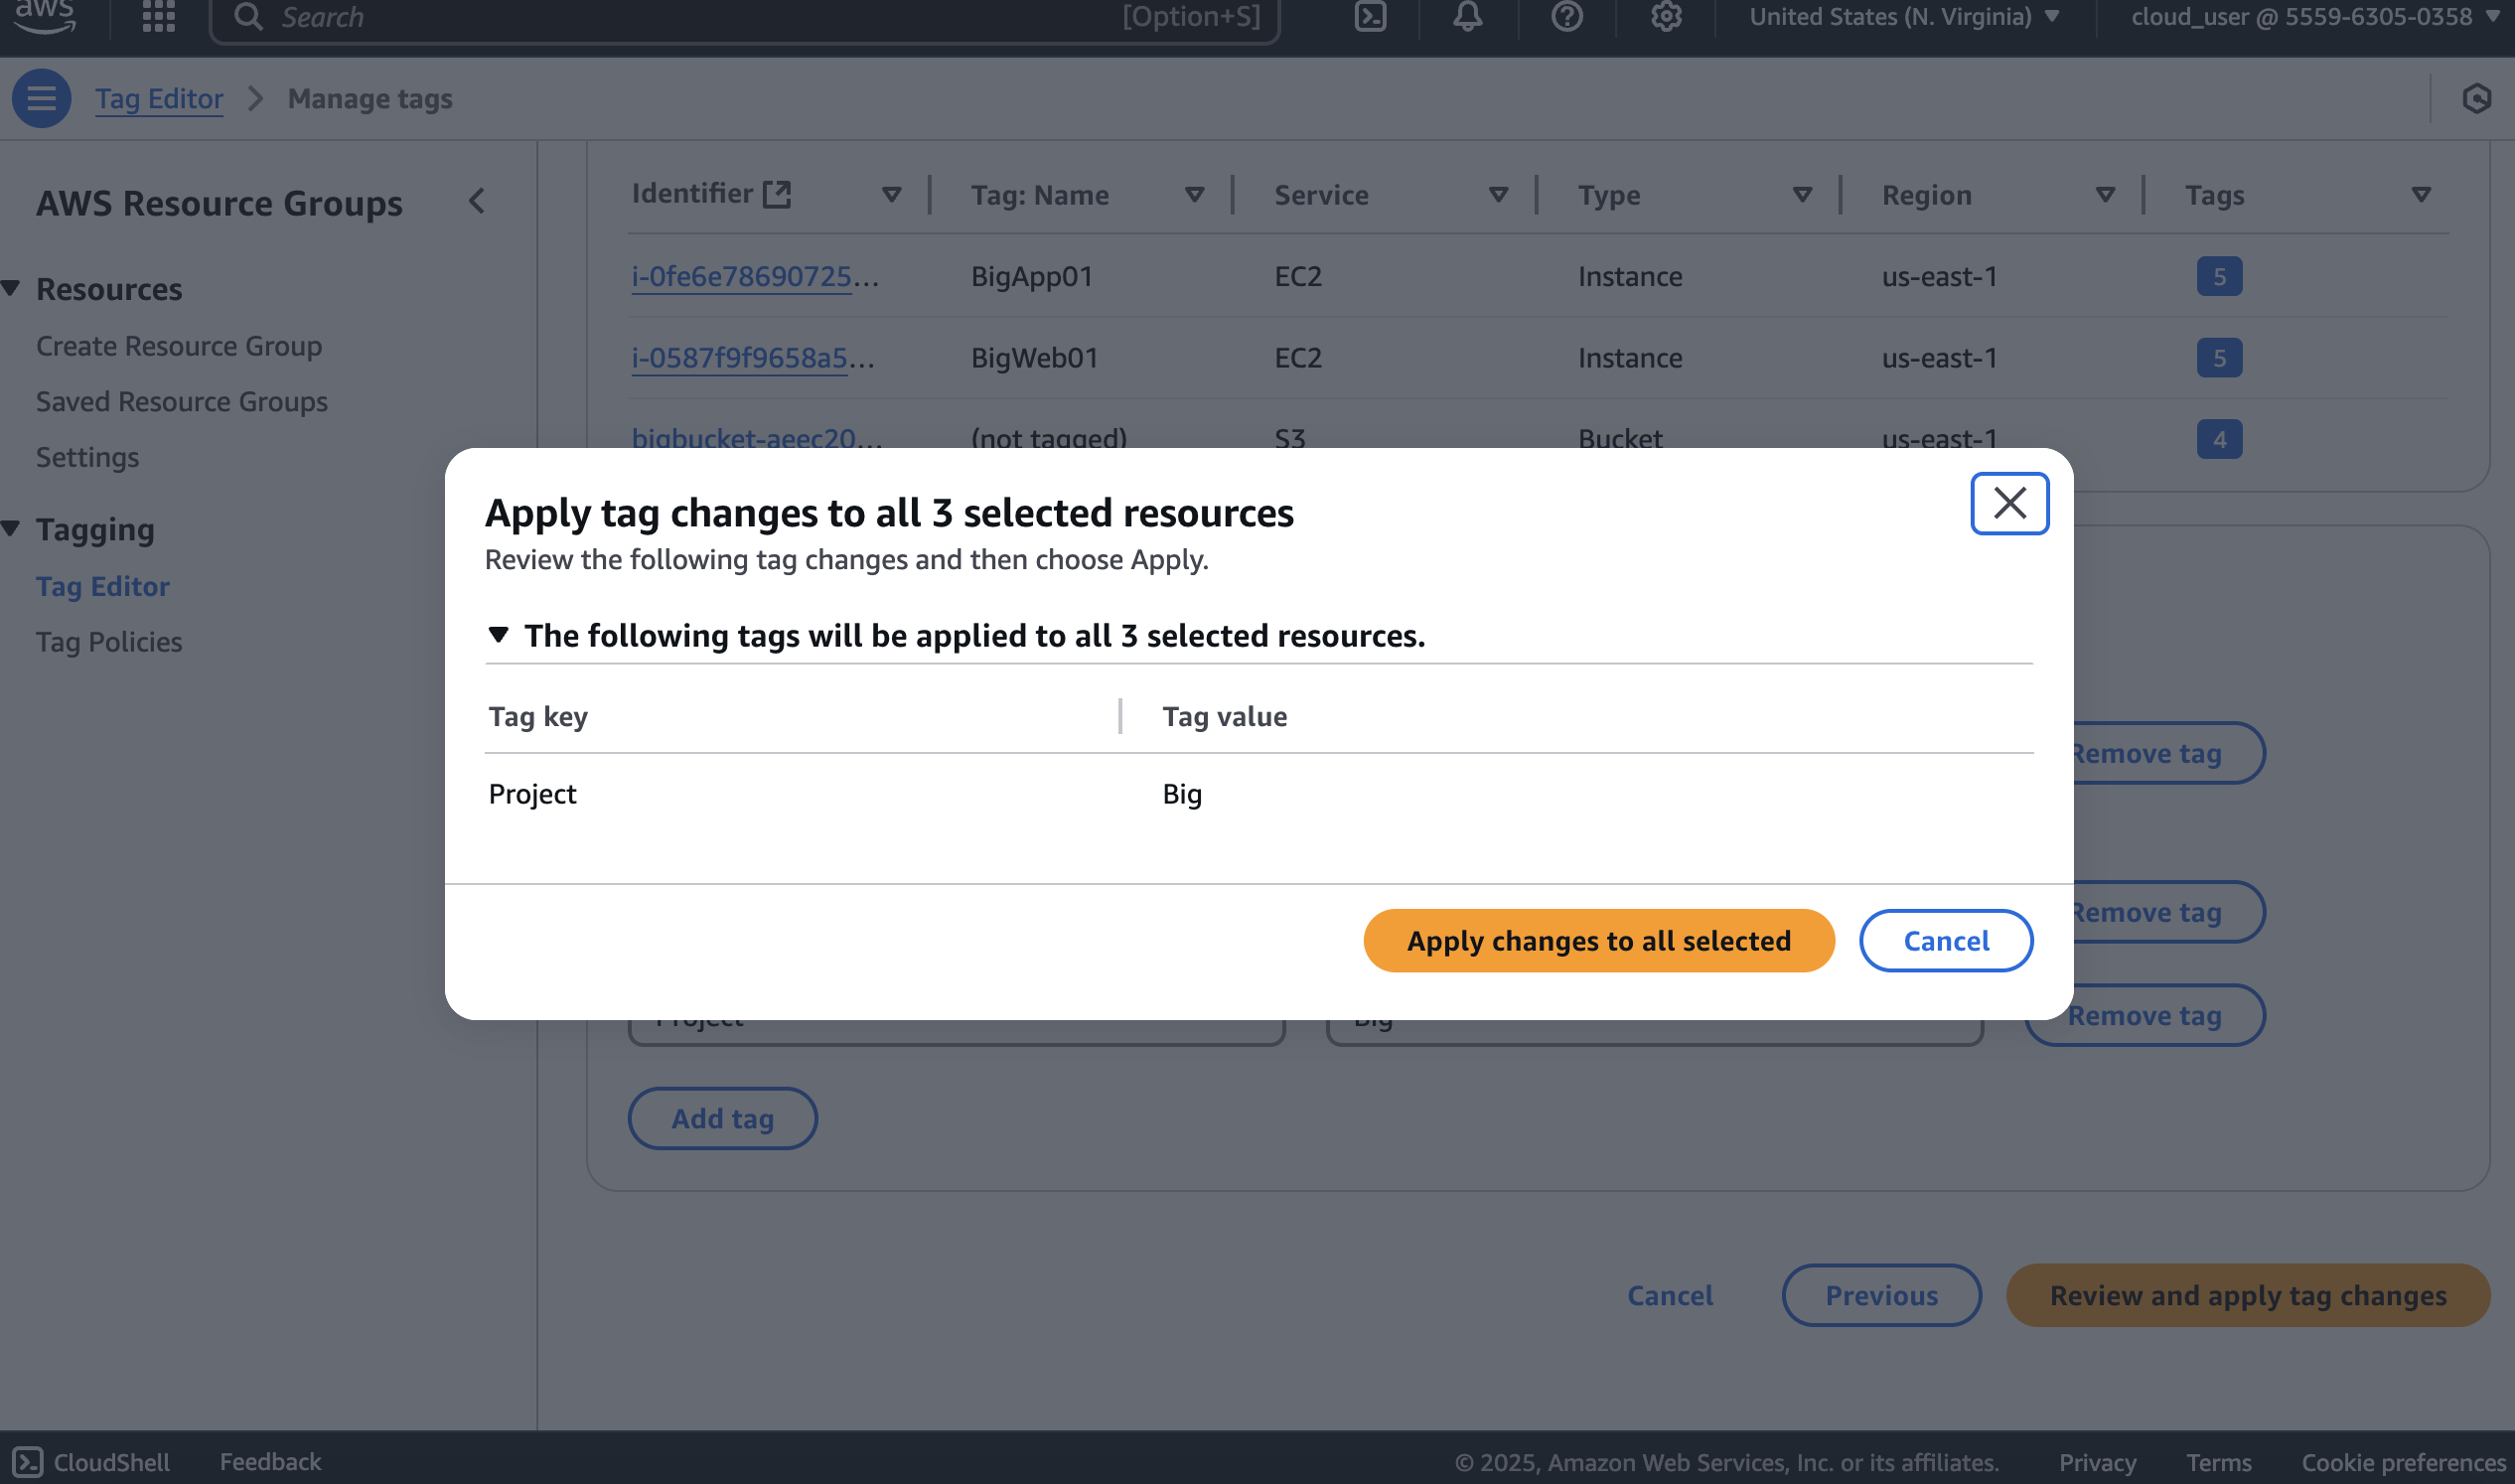 aws
Search
[Option+S]
United States (N. Virginia)
cloud_user @ 5559-6305-0358
Tag Editor
Manage tags
AWS Resource Groups
Resources
Create Resource Group
Saved Resource Groups
Settings
Tagging
Tag Editor
Tag Policies
Identifier Tag: Name Service Type Region Tags
i-0fe6e78690725... BigApp01 EC2 Instance us-east-1 5
i-0587f9f9658a5... BigWeb01 EC2 Instance us-east-1 5
bigbucket-aeec20... (not tagged) S3 Bucket us-east-1 4
Apply tag changes to all 3 selected resources
Review the following tag changes and then choose Apply.
The following tags will be applied to all 3 selected resources.
Tag key Tag value
Project Big
Apply changes to all selected
Cancel
Remove tag
Remove tag
Project Big Remove tag
Add tag
Cancel
Previous
Review and apply tag changes
CloudShell
Feedback
© 2025, Amazon Web Services, Inc. or its affiliates.
Privacy
Terms
Cookie preferences